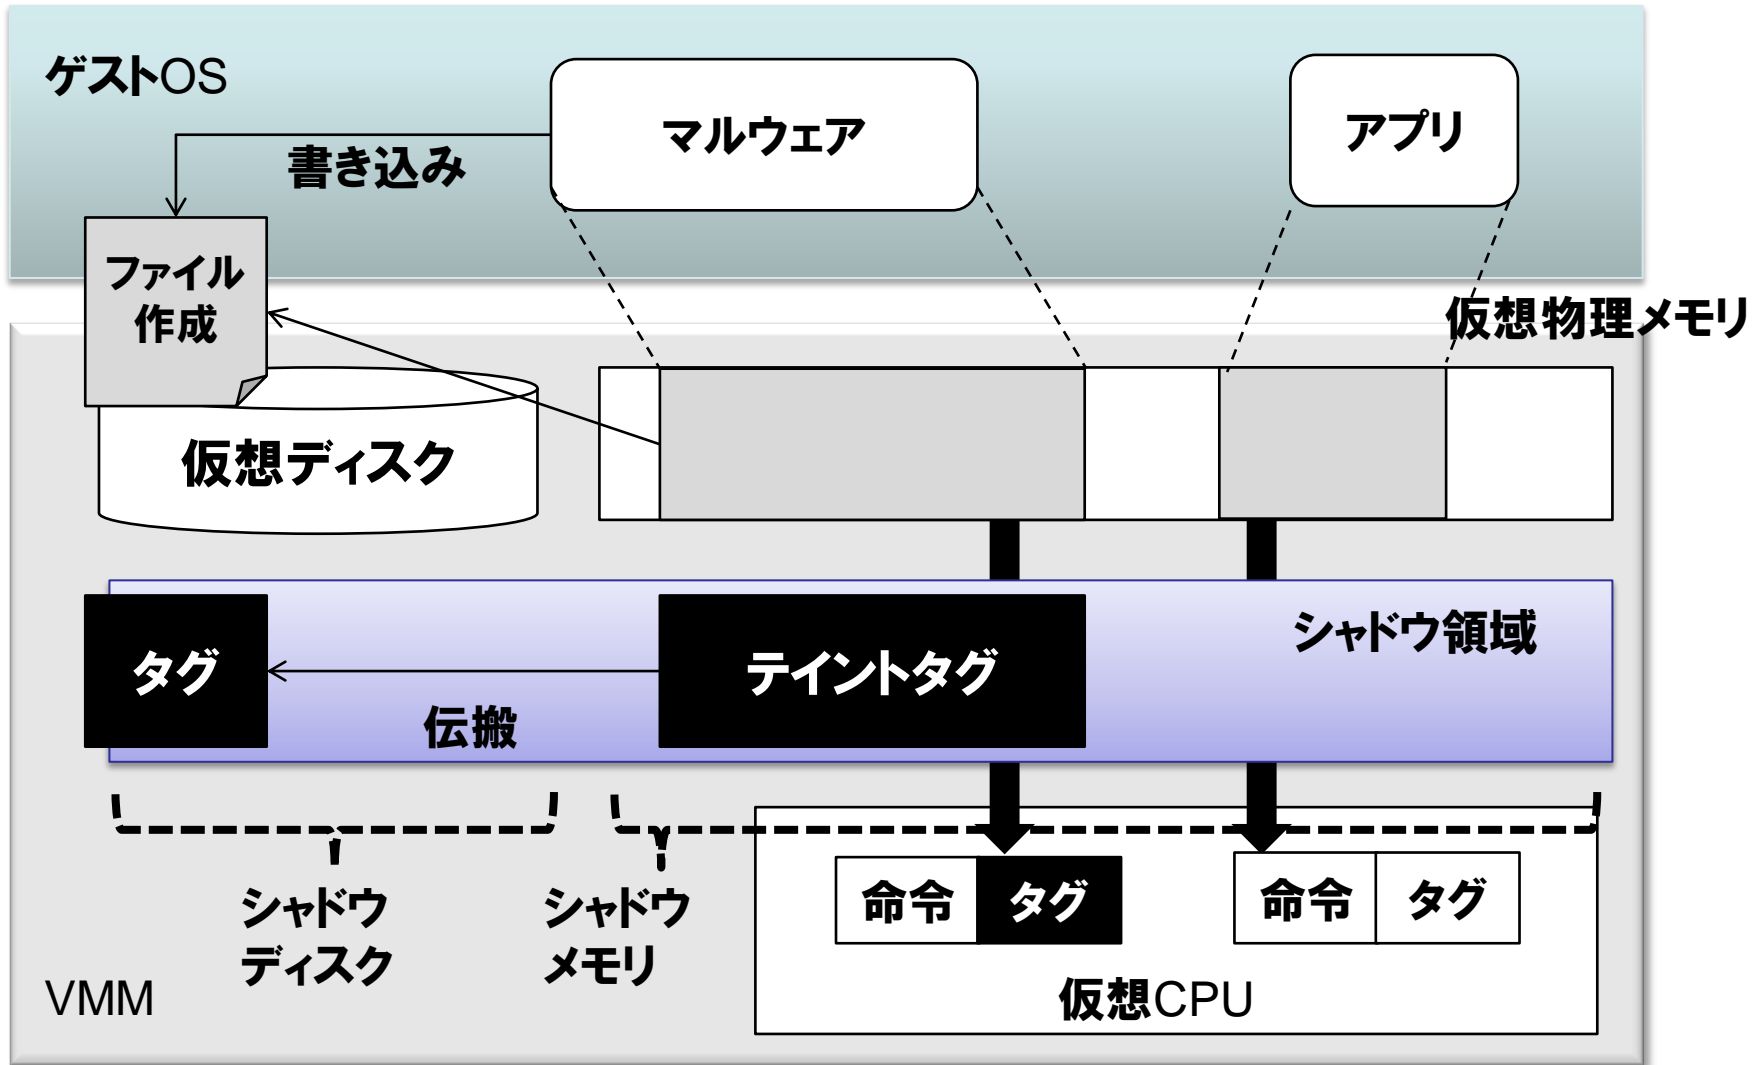 ゲストOS
マルウェア
アプリ
書き込み
ファイル
作成
仮想物理メモリ
仮想ディスク
シャドウ領域
タグ
テイントタグ
伝搬
シャドウ
ディスク
シャドウ
メモリ
命令
タグ
命令
タグ
仮想CPU
VMM